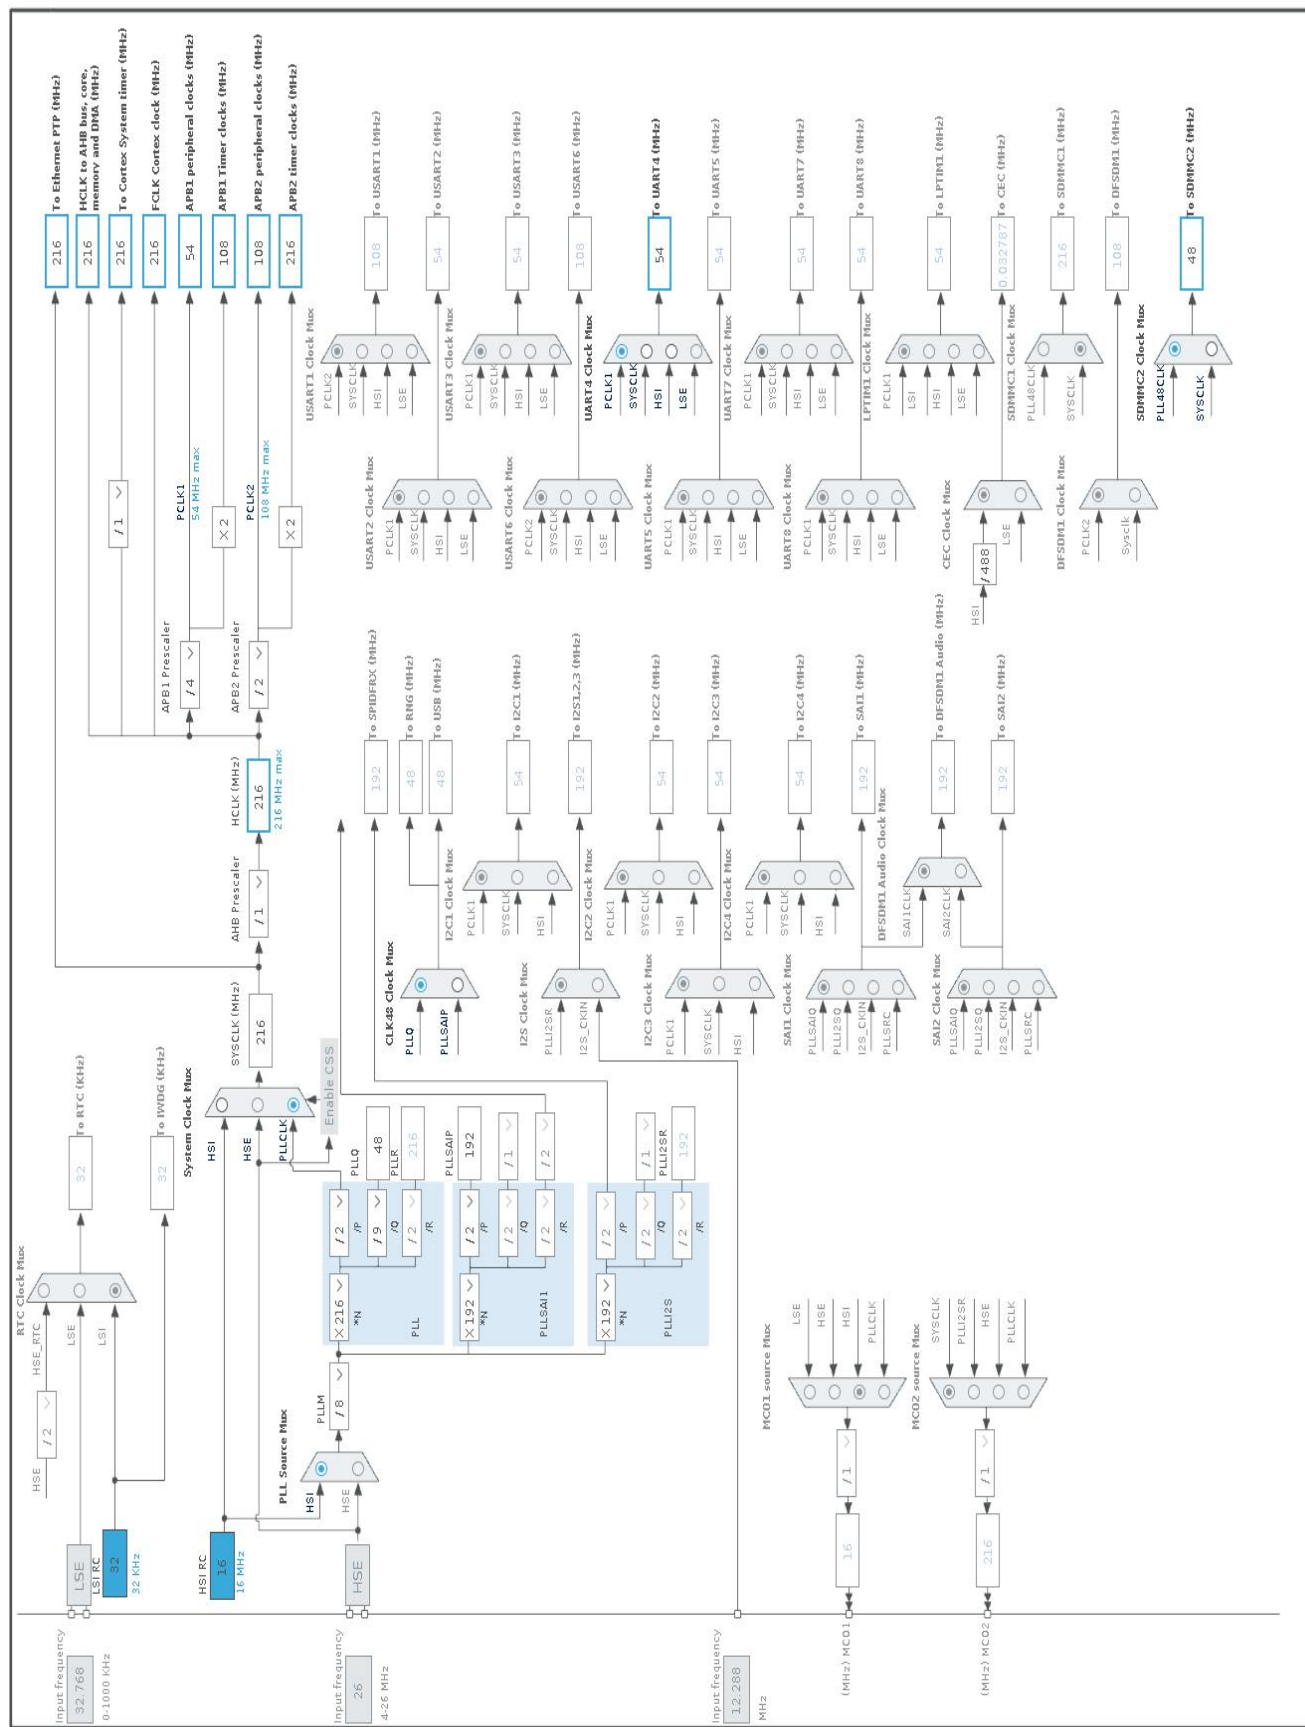 Input frequency
32.768
0-1000 KHz
LSE
LSI RC
32
32 KHz
HSE
/ 2
HSE_RTC
LSE
LSI
RTC Clock Mux
32
To RTC (KHz)
32
To IWDG (KHz)
HSI RC
16
16 MHz
Input frequency
26
4-26 MHz
HSE
PLL Source Mux
HSI
HSE
PLLM
/ 8
X 216
*N
PLL
/ 2
/P
/ 9
/Q
/ 2
/R
PLLQ
48
PLLR
216
X 192
*N
PLLSAI1
/ 2
/P
/ 2
/Q
/ 2
/R
PLLSAIP
192
/ 1
/ 2
X 192
*N
PLLI2S
/ 2
/P
/ 2
/Q
/ 2
/R
/ 1
PLLI2SR
192
System Clock Mux
HSI
HSE
PLLCLK
Enable CSS
SYSCLK (MHz)
216
AHB Prescaler
/ 1
HCLK (MHz)
216
216 MHz max
APB1 Prescaler
/ 4
APB2 Prescaler
/ 2
/ 1
PCLK1
54 MHz max
X 2
PCLK2
108 MHz max
X 2
216
To Ethernet PTP (MHz)
216
HCLK to AHB bus, core,
memory and DMA (MHz)
216
To Cortex System timer (MHz)
216
FCLK Cortex clock (MHz)
54
APB1 peripheral clocks (MHz)
108
APB1 Timer clocks (MHz)
108
APB2 peripheral clocks (MHz)
216
APB2 timer clocks (MHz)
192
To SPIDFRX (MHz)
48
To RNG (MHz)
48
To USB (MHz)
CLK48 Clock Mux
PLLQ
PLLSAIP
I2C1 Clock Mux
PCLK1
SYSCLK
HSI
54
To I2C1 (MHz)
I2S Clock Mux
PLLI2SR
I2S_CKIN
192
To I2S1,2,3 (MHz)
I2C2 Clock Mux
PCLK1
SYSCLK
HSI
54
To I2C2 (MHz)
I2C3 Clock Mux
PCLK1
SYSCLK
HSI
54
To I2C3 (MHz)
I2C4 Clock Mux
PCLK1
SYSCLK
HSI
54
To I2C4 (MHz)
SAI1 Clock Mux
PLLSAIQ
PLLI2SQ
I2S_CKIN
PLLSRC
192
To SAI1 (MHz)
DFSDM1 Audio Clock Mux
SAI1CLK
SAI2CLK
192
To DFSDM1 Audio (MHz)
SAI2 Clock Mux
PLLSAIQ
PLLI2SQ
I2S_CKIN
PLLSRC
192
To SAI2 (MHz)
USART1 Clock Mux
PCLK2
SYSCLK
HSI
LSE
108
To USART1 (MHz)
USART2 Clock Mux
PCLK1
SYSCLK
HSI
LSE
54
To USART2 (MHz)
USART3 Clock Mux
PCLK1
SYSCLK
HSI
LSE
54
To USART3 (MHz)
USART6 Clock Mux
PCLK2
SYSCLK
HSI
LSE
108
To USART6 (MHz)
UART4 Clock Mux
PCLK1
SYSCLK
HSI
LSE
54
To UART4 (MHz)
UART5 Clock Mux
PCLK1
SYSCLK
HSI
LSE
54
To UART5 (MHz)
UART7 Clock Mux
PCLK1
SYSCLK
HSI
LSE
54
To UART7 (MHz)
UART8 Clock Mux
PCLK1
SYSCLK
HSI
LSE
54
To UART8 (MHz)
LPTIM1 Clock Mux
PCLK1
LSI
HSI
LSE
54
To LPTIM1 (MHz)
CEC Clock Mux
HSI
/ 488
LSE
0.032787
To CEC (MHz)
SDMMC1 Clock Mux
PLL48CLK
SYSCLK
216
To SDMMC1 (MHz)
DFSDM1 Clock Mux
PCLK2
Sysclk
108
To DFSDM1 (MHz)
SDMMC2 Clock Mux
PLL48CLK
SYSCLK
48
To SDMMC2 (MHz)
Input frequency
12.288
MHz
MCO1 source Mux
LSE
HSE
HSI
PLLCLK
/ 1
16
(MHz) MCO1
MCO2 source Mux
SYSCLK
PLLI2SR
HSE
PLLCLK
/ 1
216
(MHz) MCO2